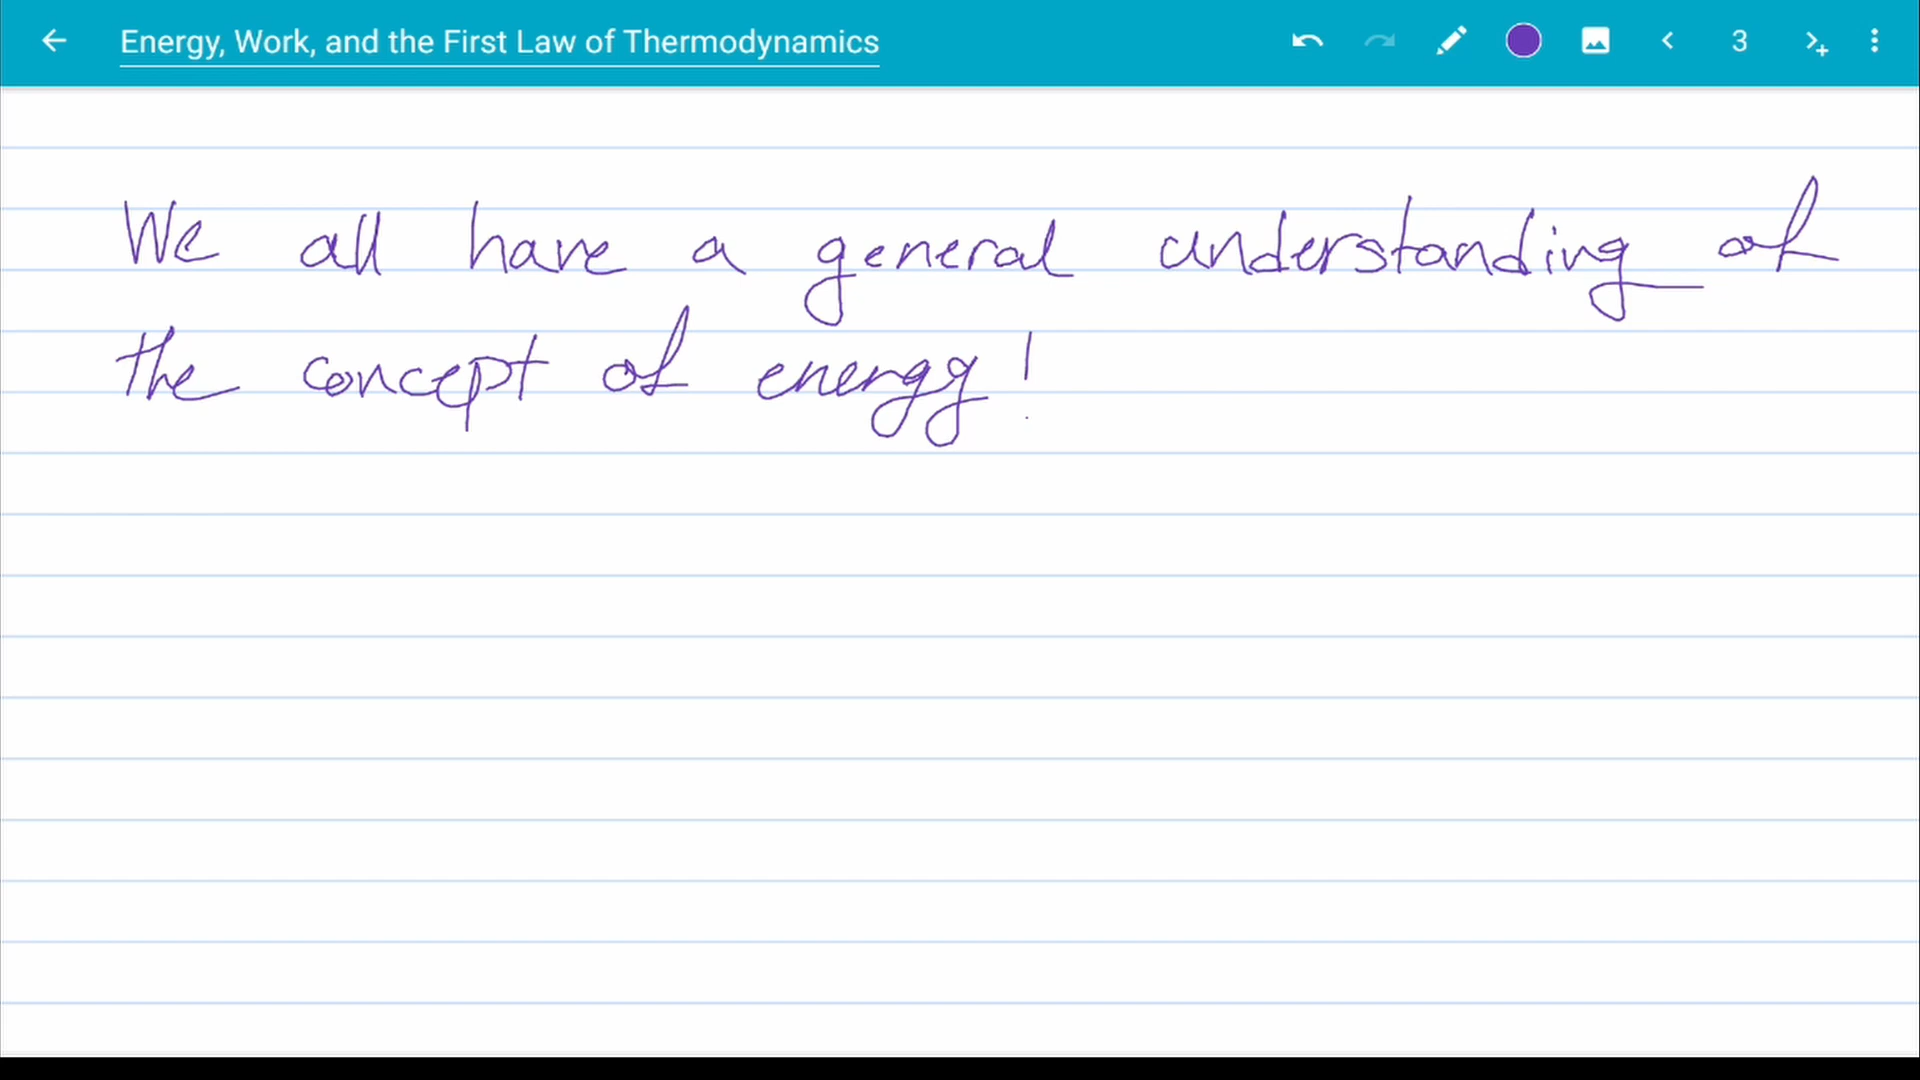 Energy, Work, and the First Law of Thermodynamics
3
We all have a general understanding of
the concept of energy!